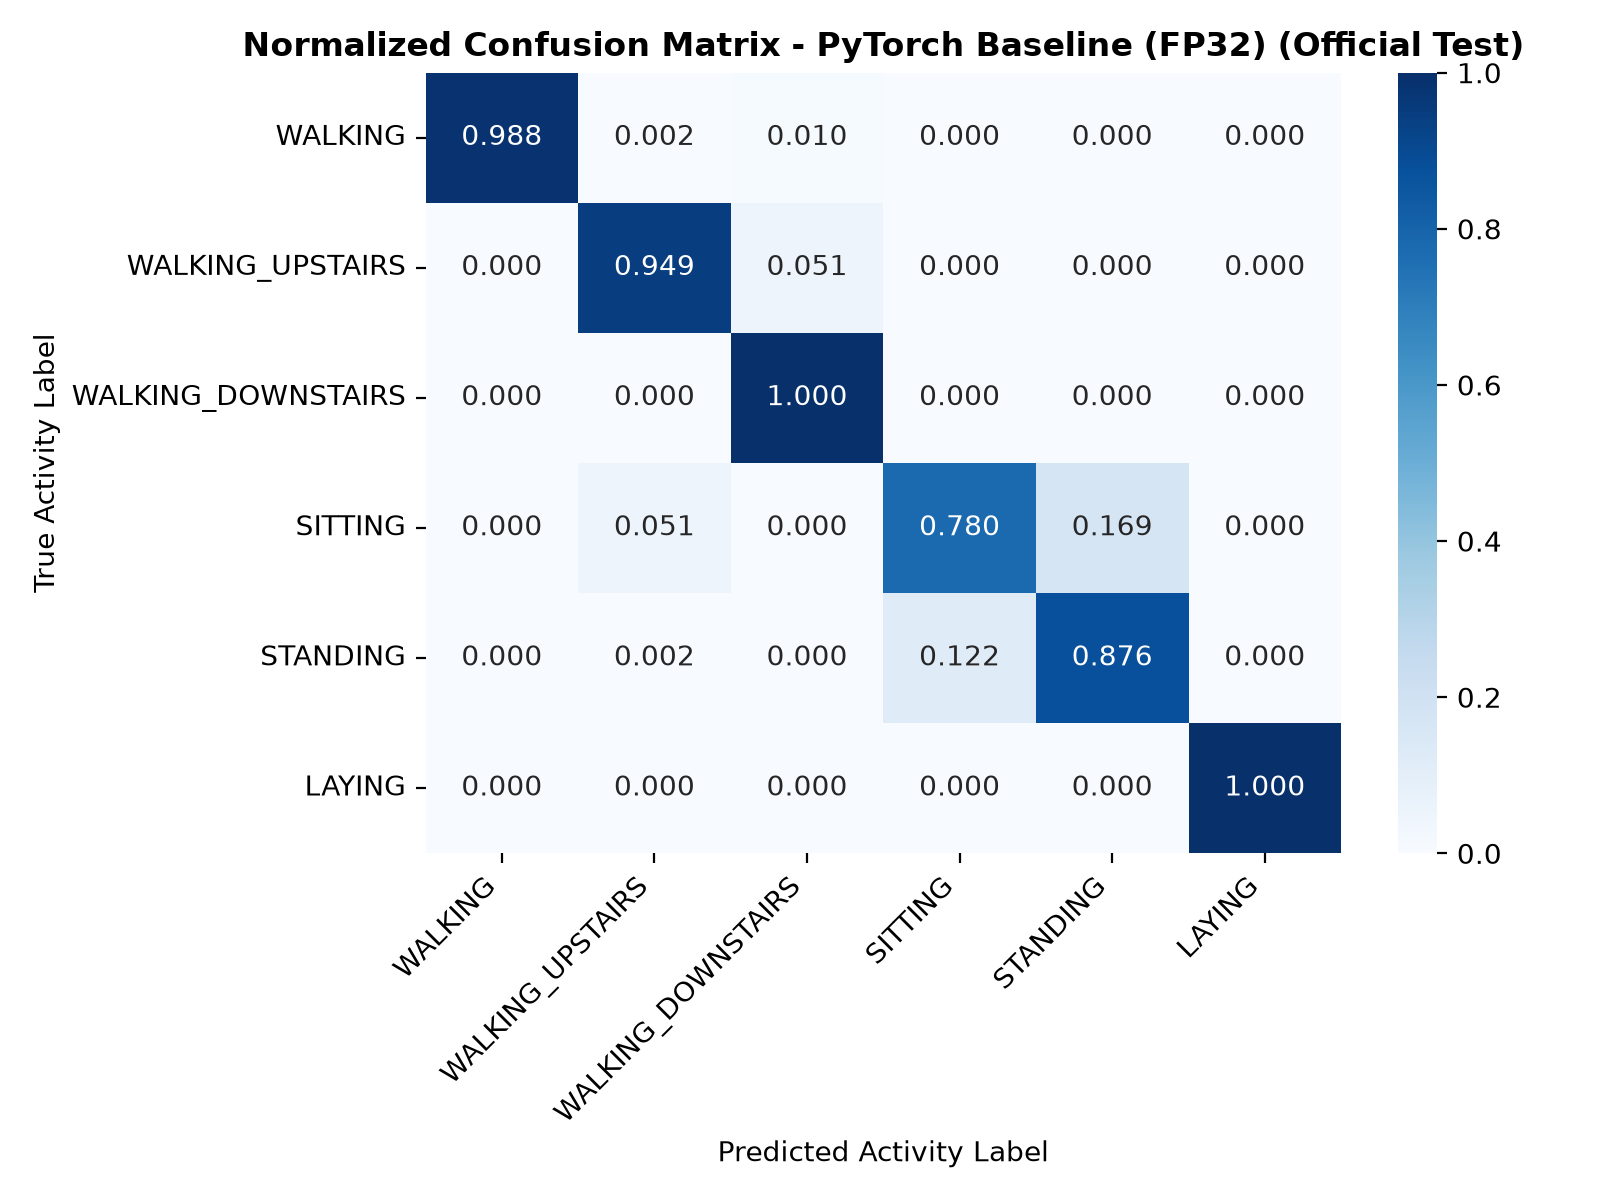 Normalized Confusion Matrix - PyTorch Baseline (FP32) (Official Test)
True Activity Label
WALKING 0.988 0.002 0.010 0.000 0.000 0.000
WALKING_UPSTAIRS 0.000 0.949 0.051 0.000 0.000 0.000
WALKING_DOWNSTAIRS 0.000 0.000 1.000 0.000 0.000 0.000
SITTING 0.000 0.051 0.000 0.780 0.169 0.000
STANDING 0.000 0.002 0.000 0.122 0.876 0.000
LAYING 0.000 0.000 0.000 0.000 0.000 1.000
WALKING
WALKING_UPSTAIRS
WALKING_DOWNSTAIRS
SITTING
STANDING
LAYING
Predicted Activity Label
1.0
0.8
0.6
0.4
0.2
0.0